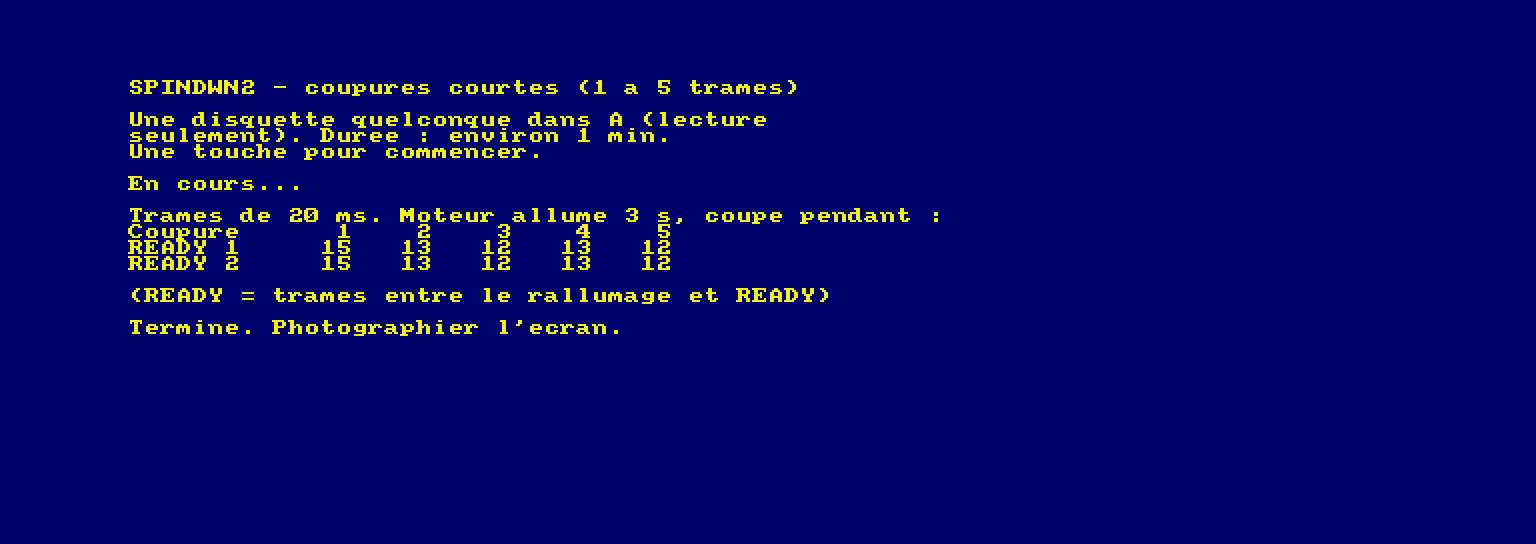 SPINDWN2 - coupures courtes (1 a 5 trames)
Une disquette quelconque dans A (lecture
seulement). Duree : environ 1 min.
Une touche pour commencer.
En cours...
Trames de 20 ms. Moteur allume 3 s, coupe pendant :
Coupure 1 2 3 4 5
READY 1 15 13 12 13 12
READY 2 15 13 12 13 12
(READY = trames entre le rallumage et READY)
Termine. Photographier l'ecran.